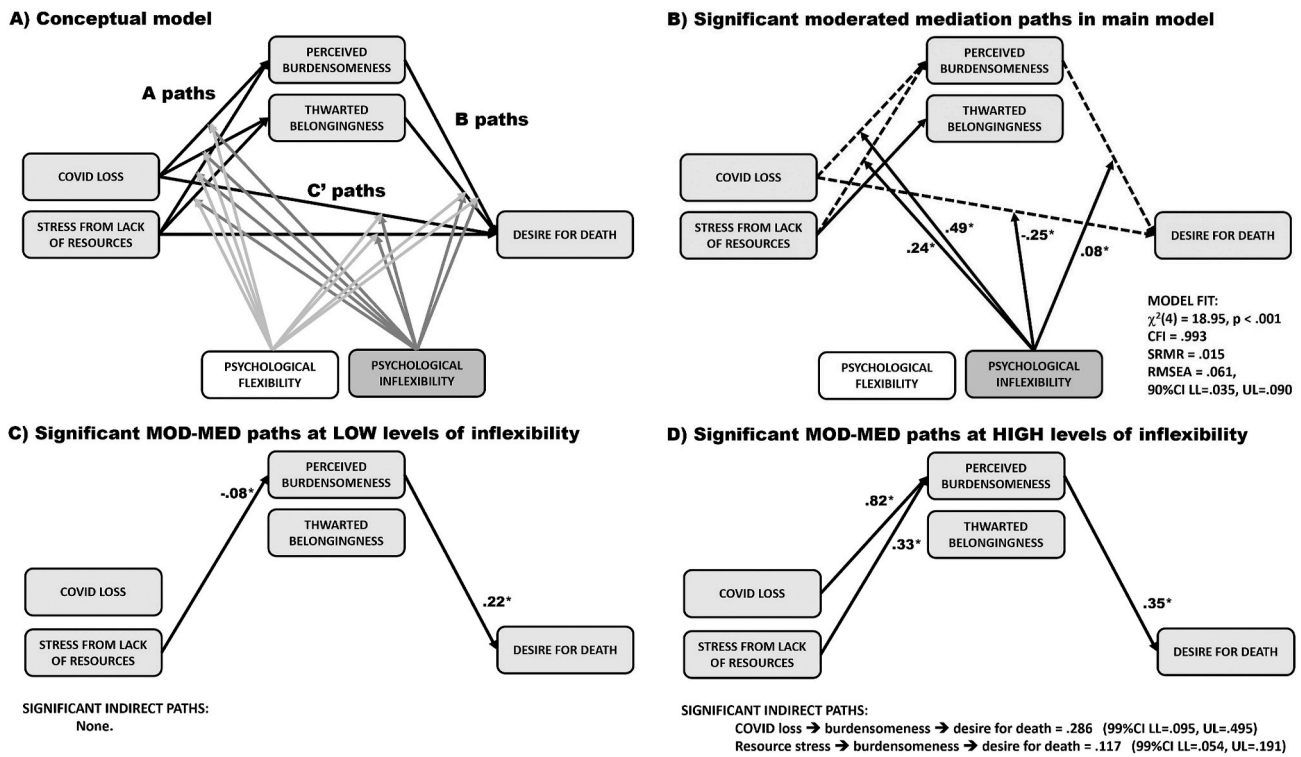 A) Conceptual model
PERCEIVED
BURDENSOMENESS
A paths
THWARTED
BELONGINGNESS
B paths
COVID LOSS
C' paths
STRESS FROM LACK
OF RESOURCES
DESIRE FOR DEATH
PSYCHOLOGICAL
FLEXIBILITY
PSYCHOLOGICAL
INFLEXIBILITY
B) Significant moderated mediation paths in main model
PERCEIVED
BURDENSOMENESS
THWARTED
BELONGINGNESS
COVID LOSS
STRESS FROM LACK
OF RESOURCES
DESIRE FOR DEATH
.49*
.24*
-.25*
.08*
PSYCHOLOGICAL
FLEXIBILITY
PSYCHOLOGICAL
INFLEXIBILITY
MODEL FIT:
χ²(4) = 18.95, p < .001
CFI = .993
SRMR = .015
RMSEA = .061,
90%CI LL=.035, UL=.090
C) Significant MOD-MED paths at LOW levels of inflexibility
PERCEIVED
BURDENSOMENESS
-.08*
THWARTED
BELONGINGNESS
COVID LOSS
.22*
STRESS FROM LACK
OF RESOURCES
DESIRE FOR DEATH
SIGNIFICANT INDIRECT PATHS:
None.
D) Significant MOD-MED paths at HIGH levels of inflexibility
PERCEIVED
BURDENSOMENESS
.82*
THWARTED
BELONGINGNESS
.33*
COVID LOSS
.35*
STRESS FROM LACK
OF RESOURCES
DESIRE FOR DEATH
SIGNIFICANT INDIRECT PATHS:
COVID loss ➔ burdensomeness ➔ desire for death = .286 (99%CI LL=.095, UL=.495)
Resource stress ➔ burdensomeness ➔ desire for death = .117 (99%CI LL=.054, UL=.191)